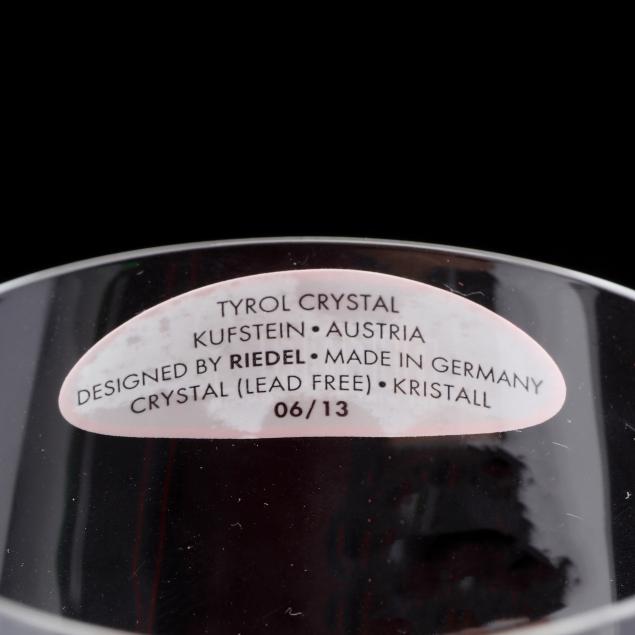 TYROL CRYSTAL
KUFSTEIN • AUSTRIA
DESIGNED BY RIEDEL • MADE IN GERMANY
CRYSTAL (LEAD FREE) • KRISTALL
06/13